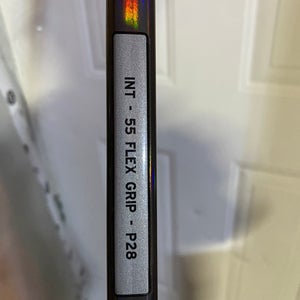 INT - 55 FLEX GRIP - P28